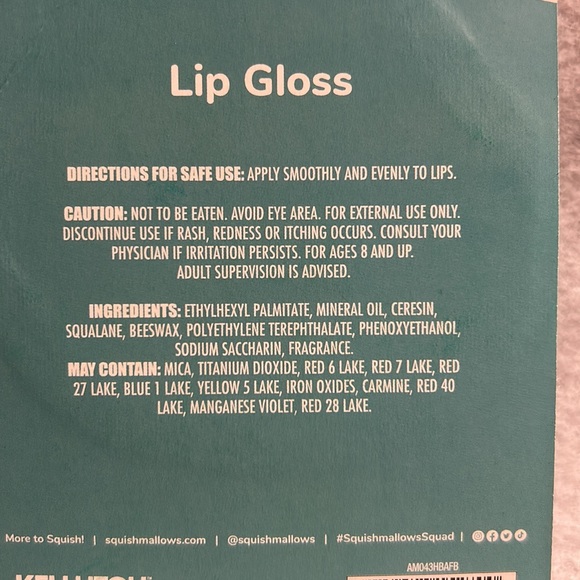 Lip Gloss
DIRECTIONS FOR SAFE USE: APPLY SMOOTHLY AND EVENLY TO LIPS.
CAUTION: NOT TO BE EATEN. AVOID EYE AREA. FOR EXTERNAL USE ONLY.
DISCONTINUE USE IF RASH, REDNESS OR ITCHING OCCURS. CONSULT YOUR
PHYSICIAN IF IRRITATION PERSISTS. FOR AGES 8 AND UP.
ADULT SUPERVISION IS ADVISED.
INGREDIENTS: ETHYLHEXYL PALMITATE, MINERAL OIL, CERESIN,
SQUALANE, BEESWAX, POLYETHYLENE TEREPHTHALATE, PHENOXYETHANOL,
SODIUM SACCHARIN, FRAGRANCE.
MAY CONTAIN: MICA, TITANIUM DIOXIDE, RED 6 LAKE, RED 7 LAKE, RED
27 LAKE, BLUE 1 LAKE, YELLOW 5 LAKE, IRON OXIDES, CARMINE, RED 40
LAKE, MANGANESE VIOLET, RED 28 LAKE.
More to Squish! | squishmallows.com | @squishmallows | #SquishmallowsSquad |
AM043HBAFB